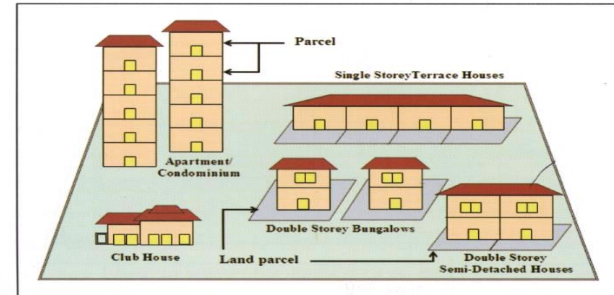 Parcel
Single Storey Terrace Houses
Apartment/
Condominium
Double Storey Bungalows
Club House
Land parcel
Double Storey
Semi-Detached Houses